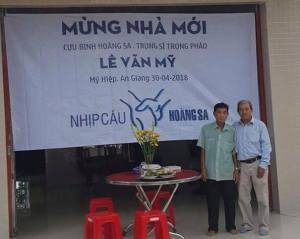 MỪNG NHÀ MỚI
CỰU BINH HOÀNG SA . TRUNG SĨ TRỌNG PHÁO
LÊ VĂN MỸ
Mỹ Hiệp. An Giang 30-04-2018
NHỊP CẦU HOÀNG SA